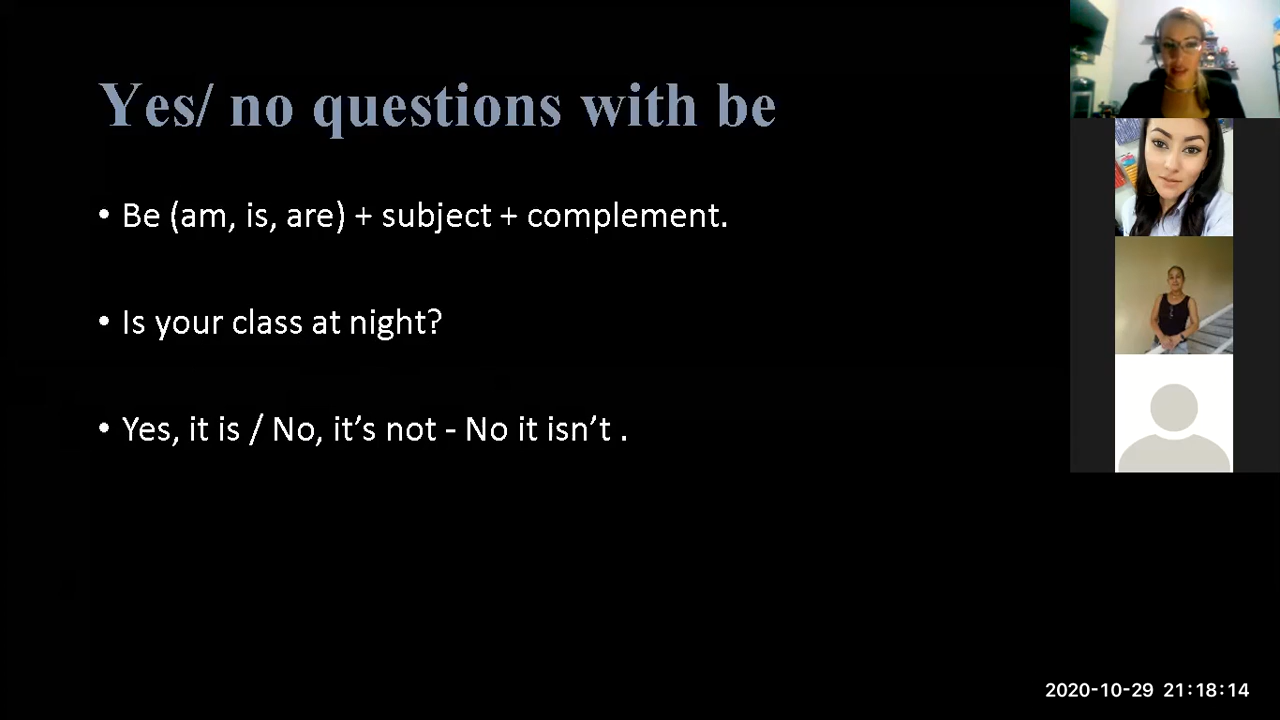 Yes/ no questions with be
• Be (am, is, are) + subject + complement.
• Is your class at night?
• Yes, it is / No, it’s not - No it isn’t .
2020-10-29 21:18:14